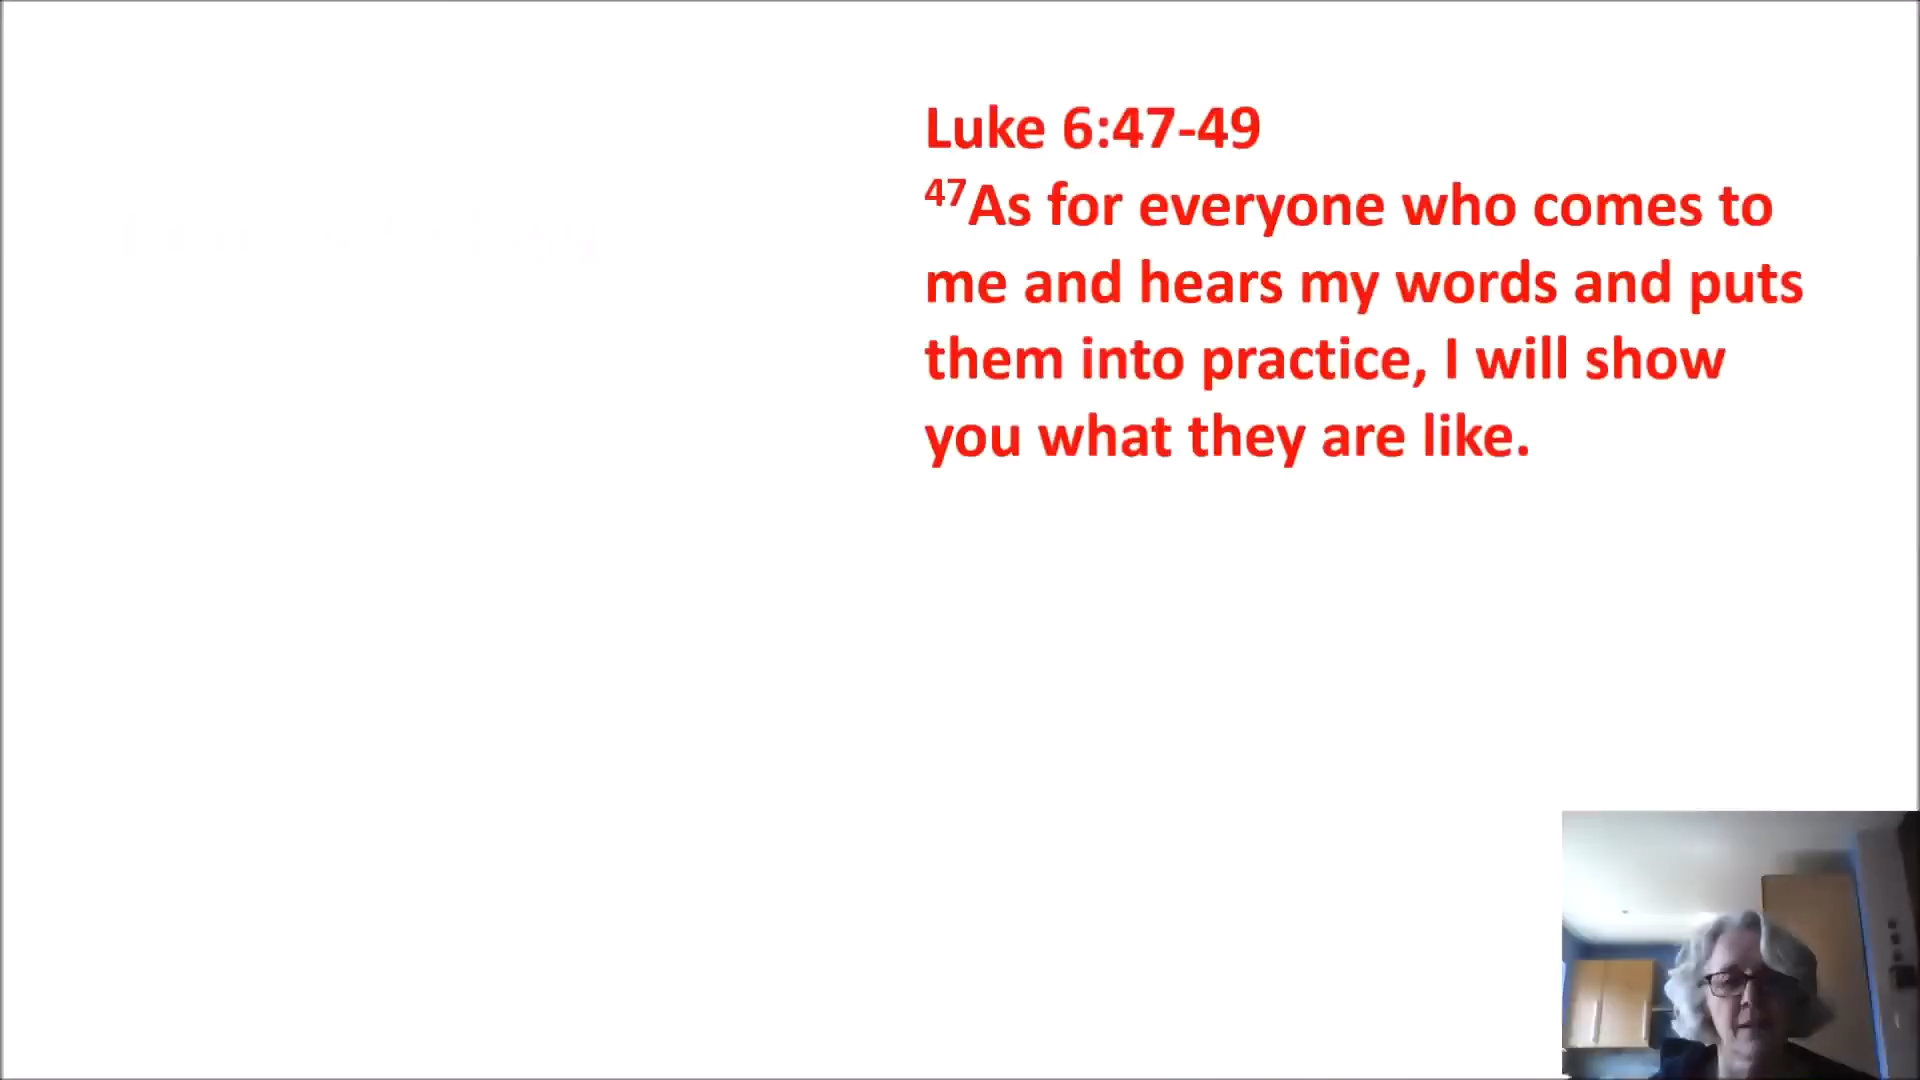 Luke 6:47-49
47As for everyone who comes to
me and hears my words and puts
them into practice, I will show
you what they are like.